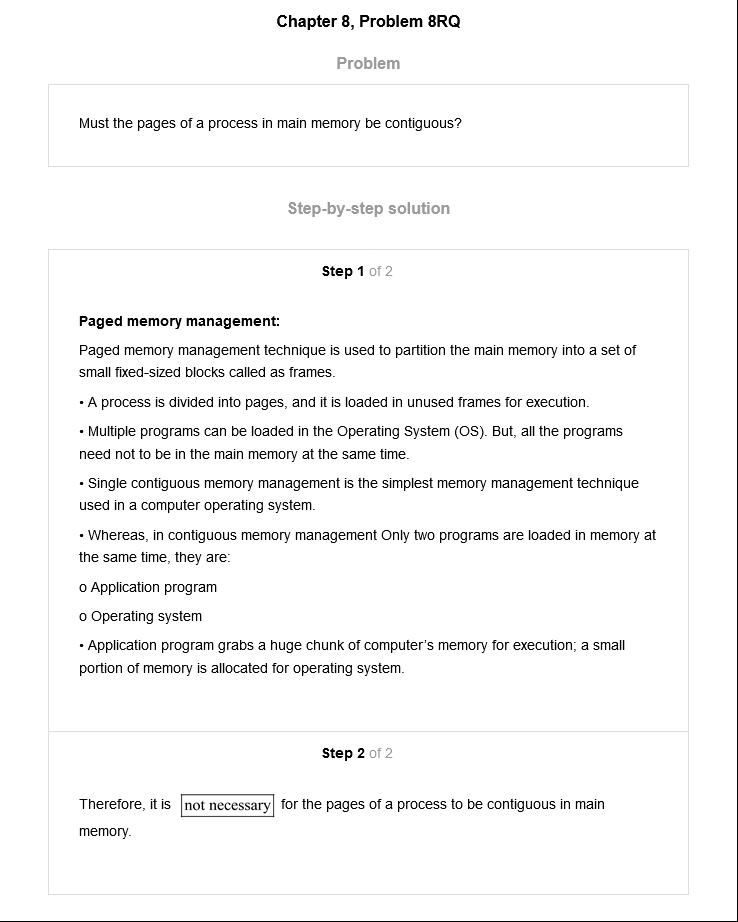 Chapter 8, Problem 8RQ
Problem
Must the pages of a process in main memory be contiguous?
Step-by-step solution
Step 1 of 2
Paged memory management:
Paged memory management technique is used to partition the main memory into a set of
small fixed-sized blocks called as frames.
• A process is divided into pages, and it is loaded in unused frames for execution.
• Multiple programs can be loaded in the Operating System (OS). But, all the programs
need not to be in the main memory at the same time.
• Single contiguous memory management is the simplest memory management technique
used in a computer operating system.
• Whereas, in contiguous memory management Only two programs are loaded in memory at
the same time, they are:
o Application program
o Operating system
• Application program grabs a huge chunk of computer’s memory for execution; a small
portion of memory is allocated for operating system.
Step 2 of 2
Therefore, it is not necessary for the pages of a process to be contiguous in main
memory.